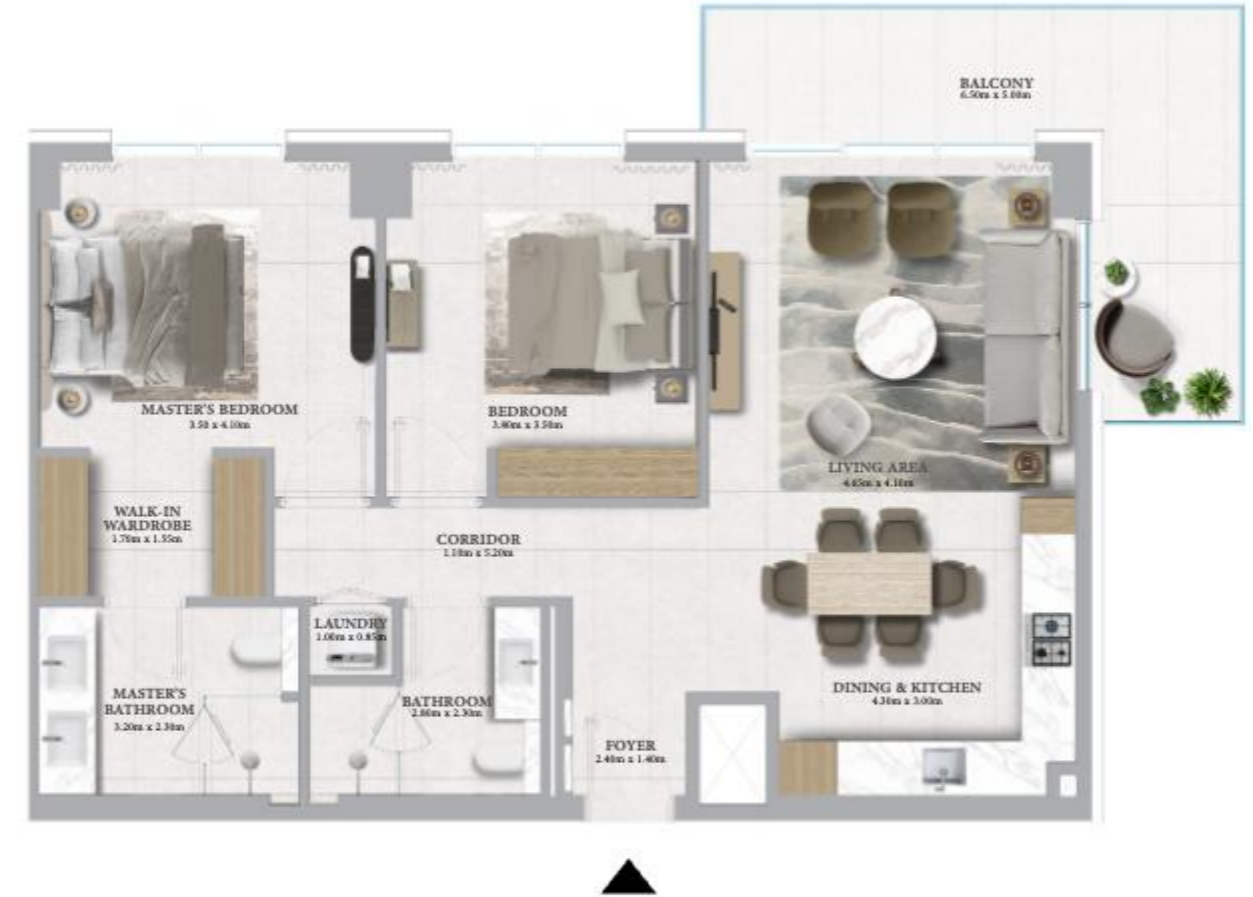 BALCONY
6.50m x 5.00m
MASTER'S BEDROOM
3.50 x 4.10m
BEDROOM
3.80m x 3.50m
LIVING AREA
4.65m x 4.10m
WALK-IN
WARDROBE
1.70m x 1.55m
CORRIDOR
1.10m x 5.20m
LAUNDRY
1.00m x 0.85m
MASTER'S
BATHROOM
3.20m x 2.30m
BATHROOM
2.80m x 2.30m
DINING & KITCHEN
4.30m x 3.00m
FOYER
2.40m x 1.40m